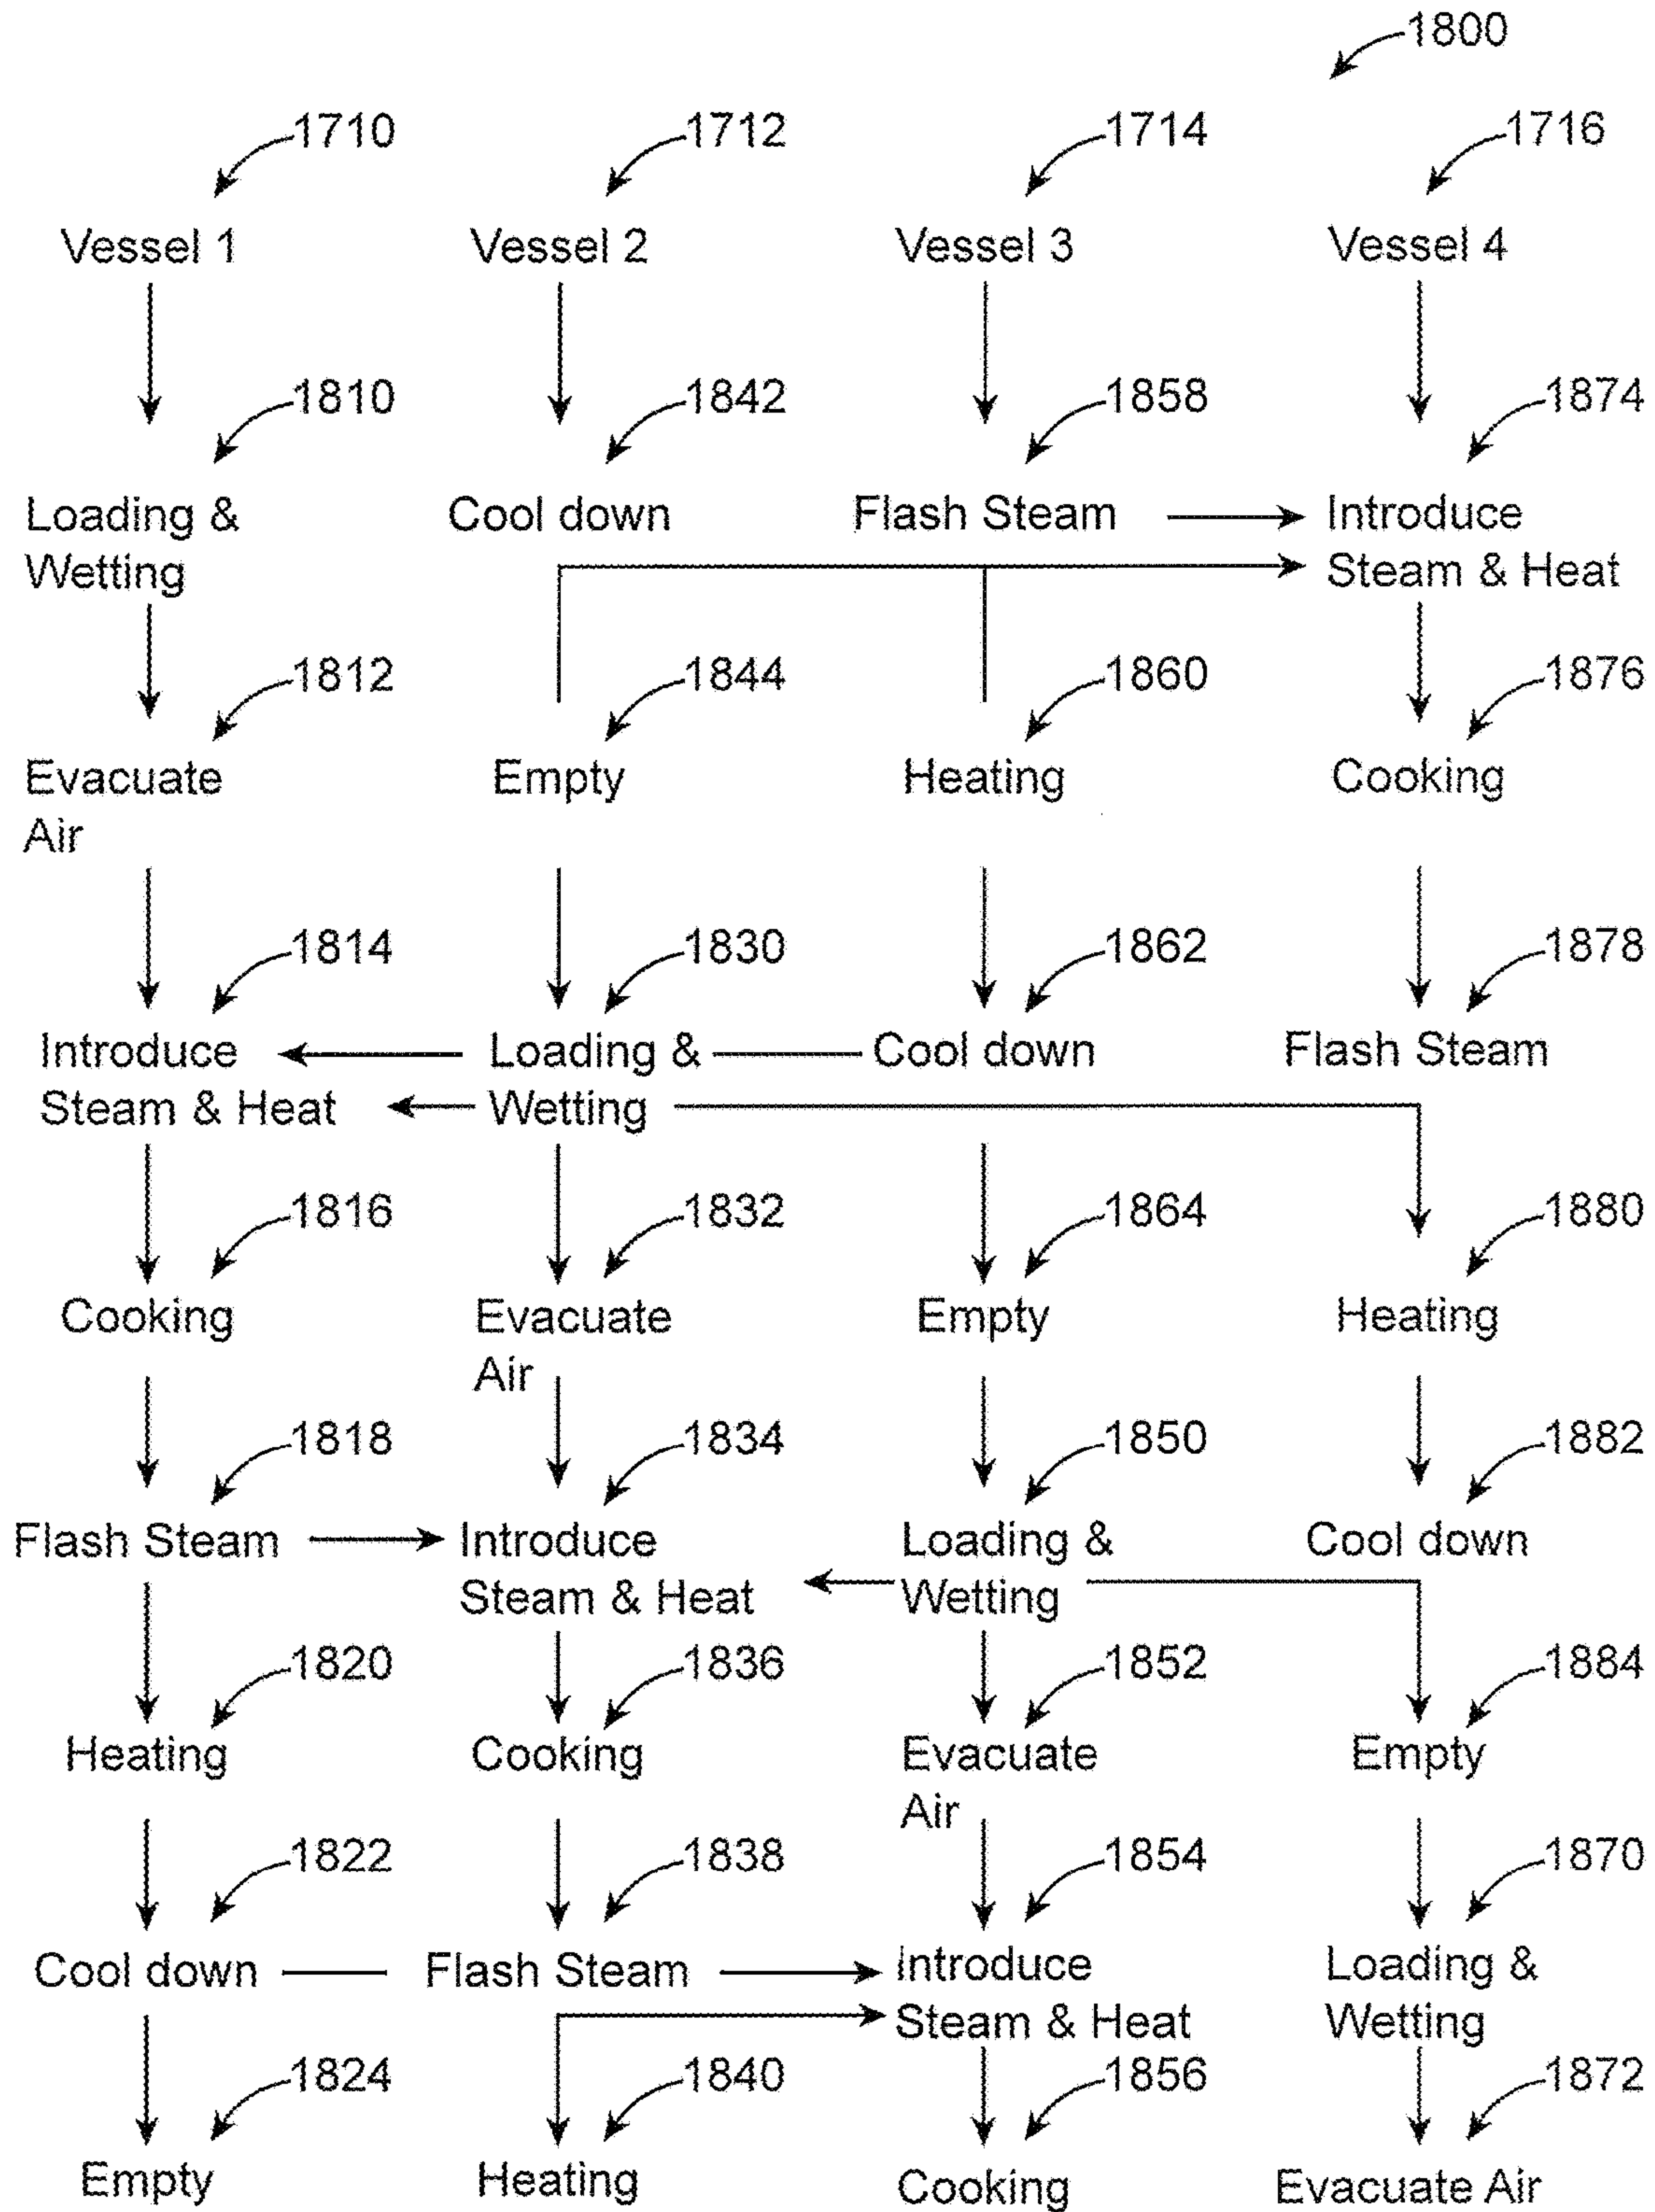 1800
1710 1712 1714 1716
Vessel 1 Vessel 2 Vessel 3 Vessel 4
1810 1842 1858 1874
Loading & Cool down Flash Steam Introduce
Wetting Steam & Heat
1812 1844 1860 1876
Evacuate Empty Heating Cooking
Air
1814 1830 1862 1878
Introduce Loading & Cool down Flash Steam
Steam & Heat Wetting
1816 1832 1864 1880
Cooking Evacuate Empty Heating
Air
1818 1834 1850 1882
Flash Steam Introduce Loading & Cool down
Steam & Heat Wetting
1820 1836 1852 1884
Heating Cooking Evacuate Empty
Air
1822 1838 1854 1870
Cool down Flash Steam Introduce Loading &
Steam & Heat Wetting
1824 1840 1856 1872
Empty Heating Cooking Evacuate Air